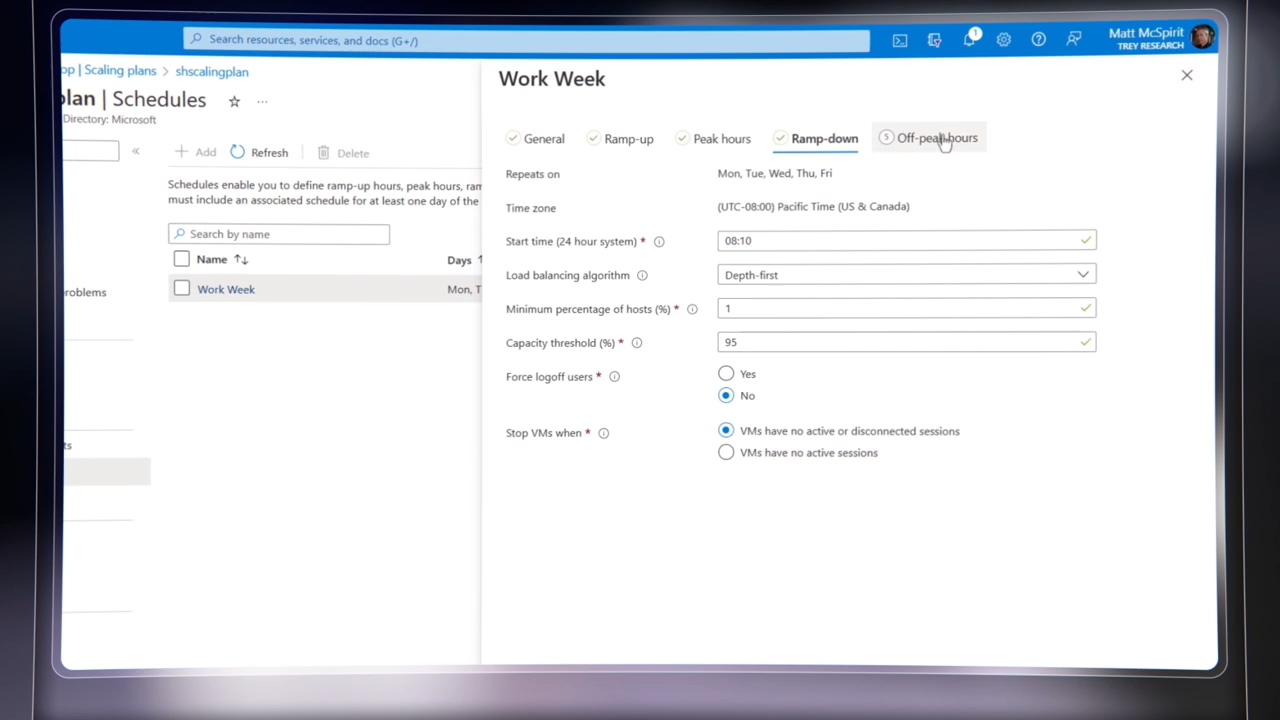 Search resources, services, and docs (G+/)
1
Matt McSpirit
TREY RESEARCH
op | Scaling plans > shscalingplan
plan | Schedules
Directory: Microsoft
Add
Refresh
Delete
Schedules enable you to define ramp-up hours, peak hours, ram
must include an associated schedule for at least one day of the
Search by name
Name
Days
Work Week
Mon, T
roblems
ts
Work Week
General
Ramp-up
Peak hours
Ramp-down
5 Off-peak hours
Repeats on
Mon, Tue, Wed, Thu, Fri
Time zone
(UTC-08:00) Pacific Time (US & Canada)
Start time (24 hour system) *
08:10
Load balancing algorithm
Depth-first
Minimum percentage of hosts (%) *
1
Capacity threshold (%) *
95
Force logoff users *
Yes
No
Stop VMs when *
VMs have no active or disconnected sessions
VMs have no active sessions